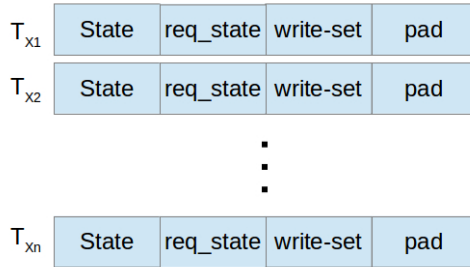 T_X1 State req_state write-set pad
T_X2 State req_state write-set pad
T_Xn State req_state write-set pad